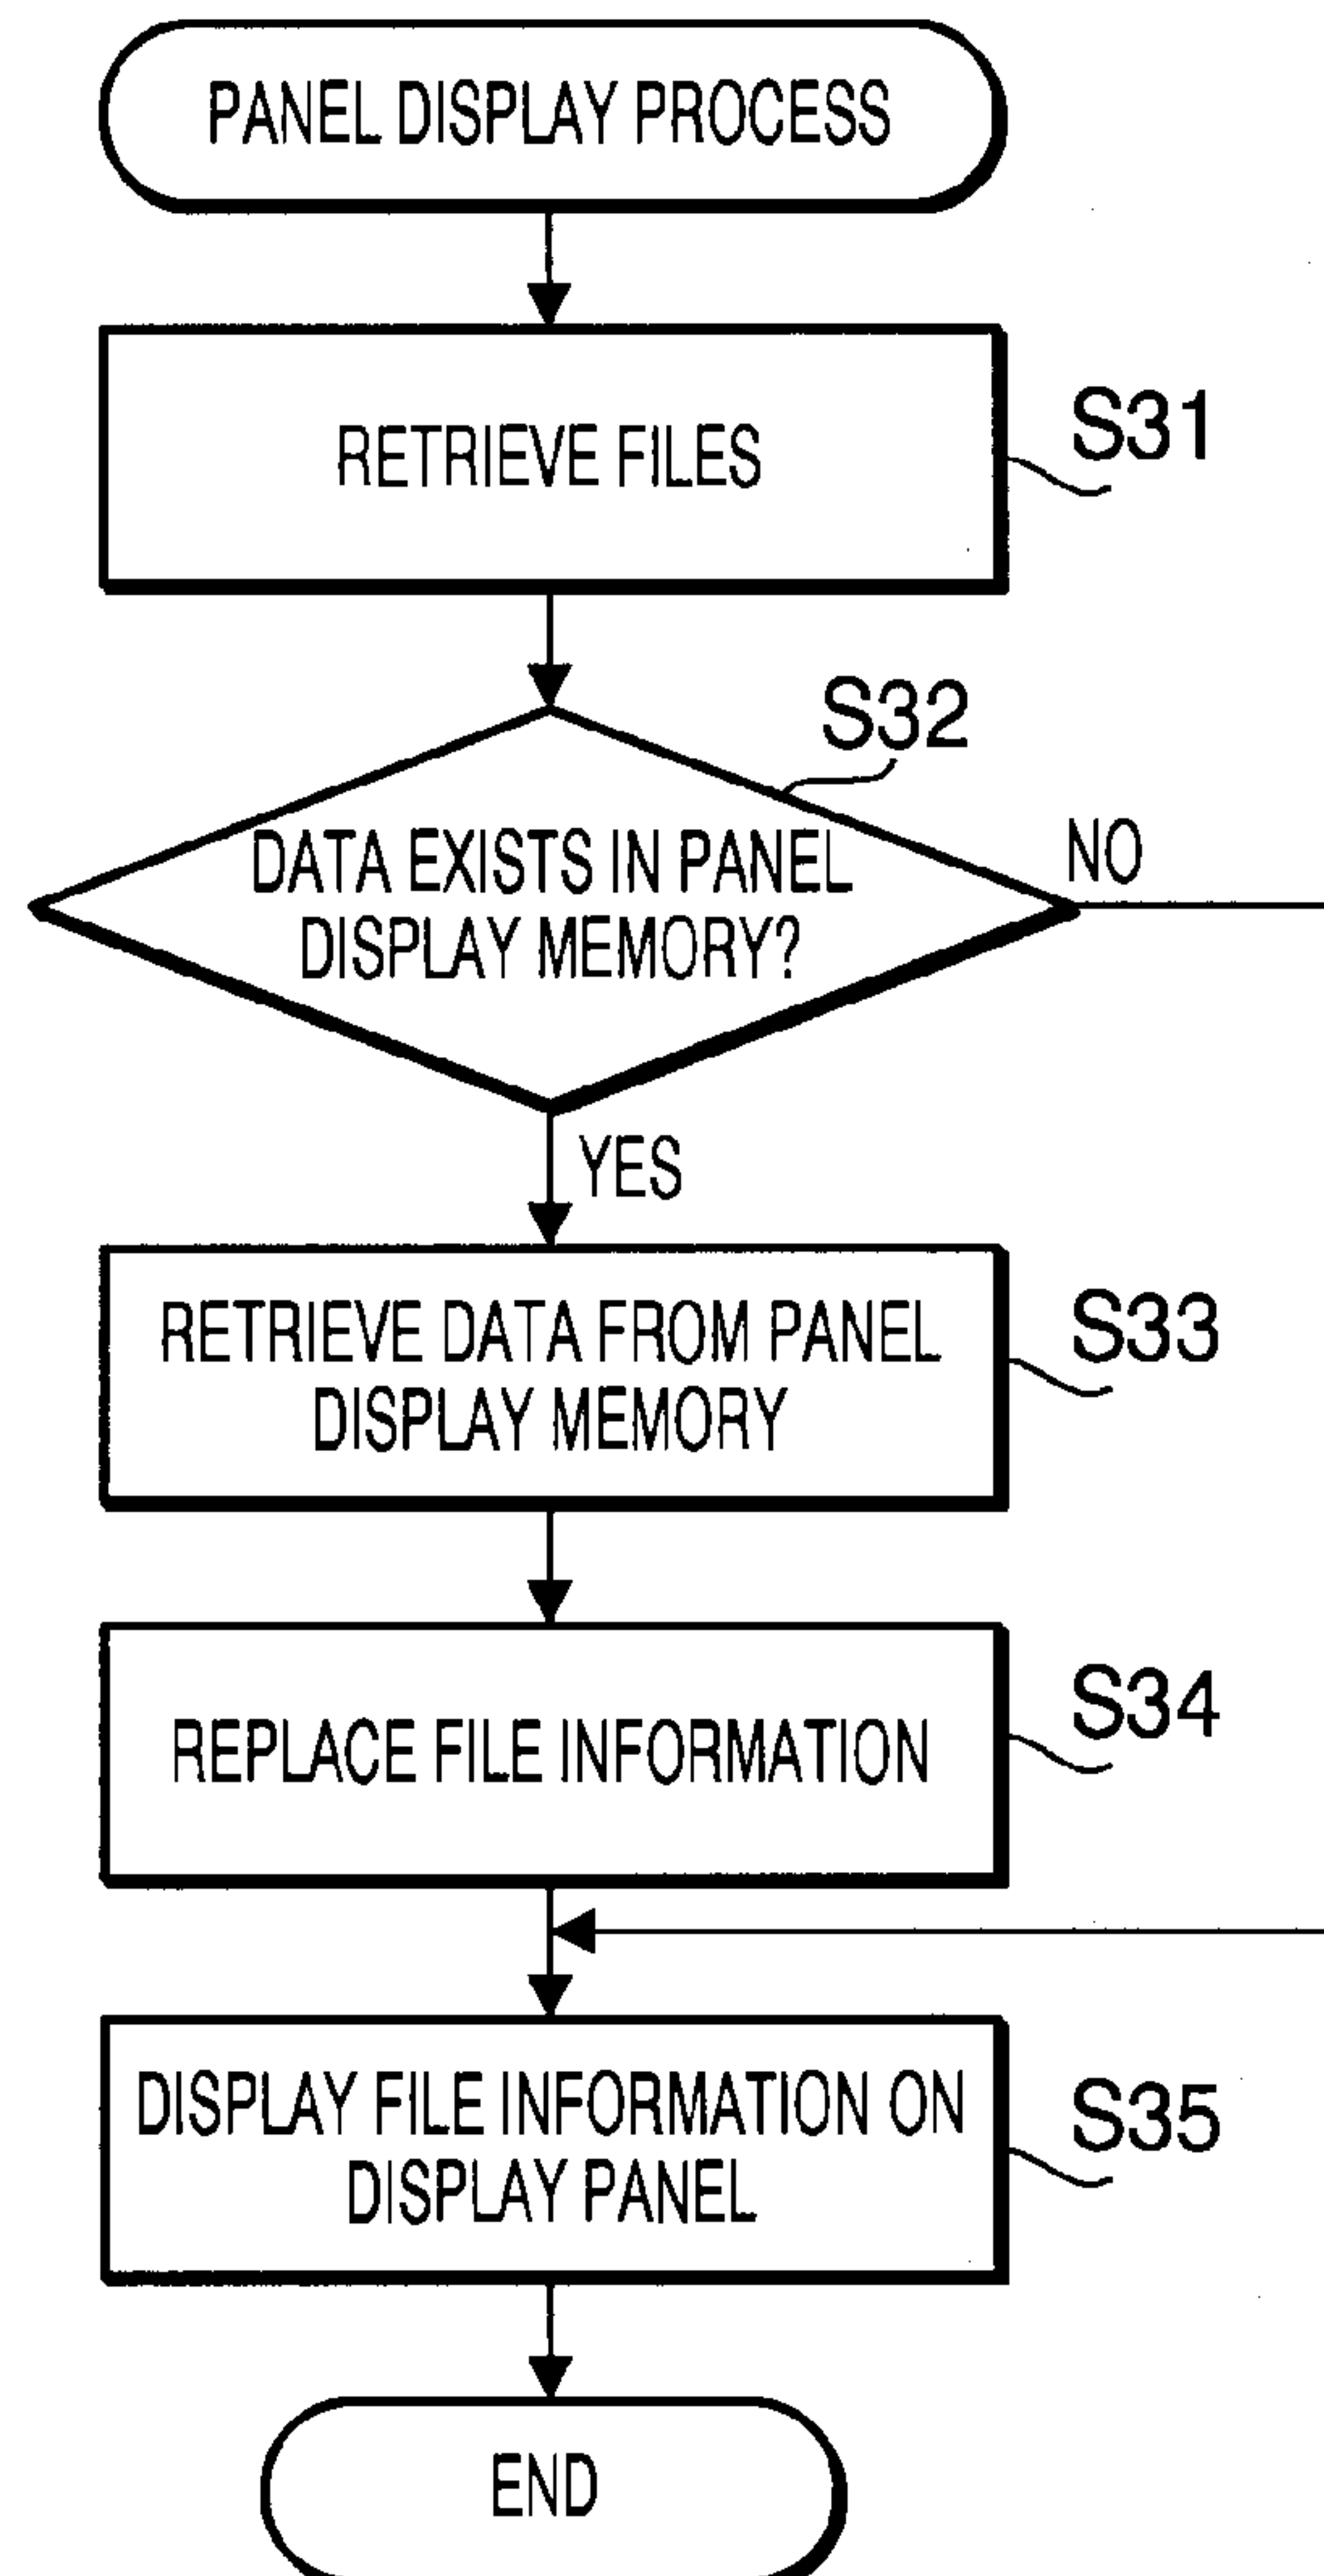 PANEL DISPLAY PROCESS
RETRIEVE FILES
S31
S32
DATA EXISTS IN PANEL
DISPLAY MEMORY?
NO
YES
RETRIEVE DATA FROM PANEL
DISPLAY MEMORY
S33
REPLACE FILE INFORMATION
S34
DISPLAY FILE INFORMATION ON
DISPLAY PANEL
S35
END